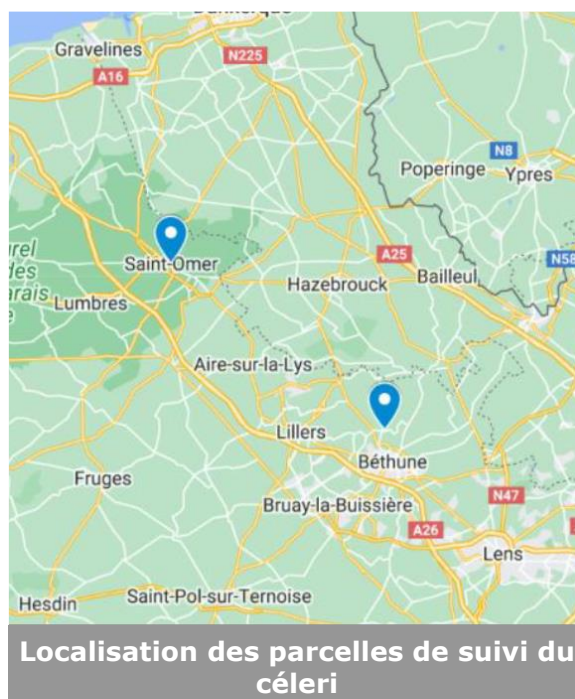 Gravelines
N225
A16
N8
Poperinge
Ypres
A25
N58
Saint-Omer
Hazebrouck
Bailleul
Lumbres
Aire-sur-la-Lys
Lillers
Béthune
Fruges
Bruay-la-Buissière
N47
A26
Lens
Hesdin
Saint-Pol-sur-Ternoise
Localisation des parcelles de suivi du
céleri